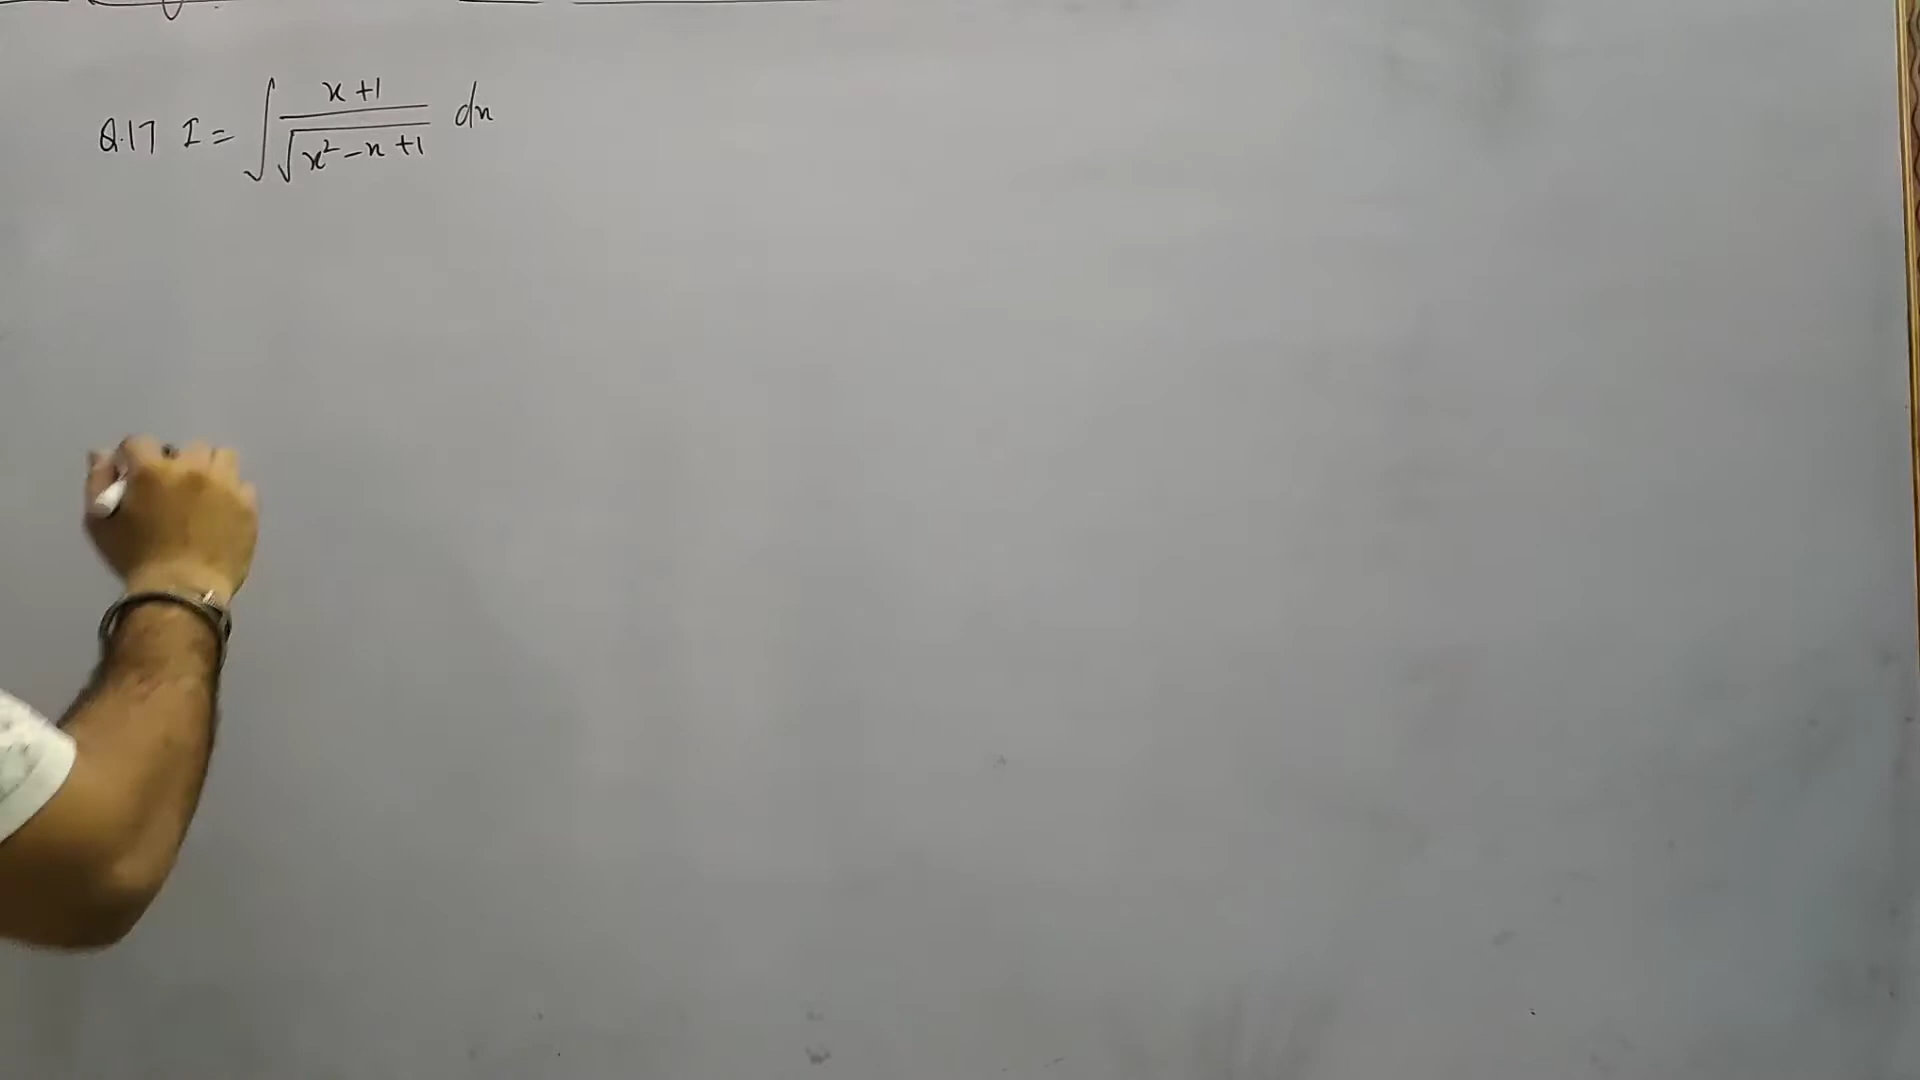 Q.17 I = ∫ x+1 / √(x² - x + 1) dx